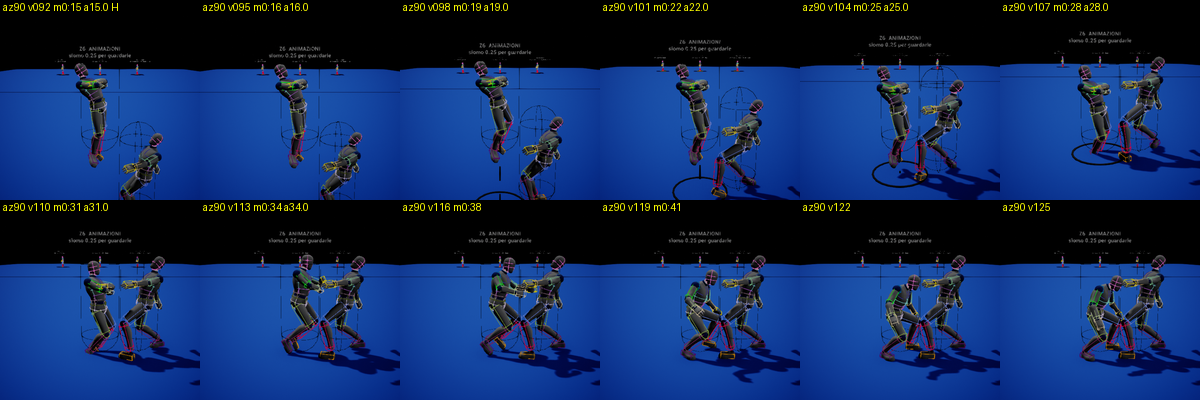 az90 v092 m0:15 a15.0 H
az90 v095 m0:16 a16.0
az90 v098 m0:19 a19.0
az90 v101 m0:22 a22.0
az90 v104 m0:25 a25.0
az90 v107 m0:28 a28.0
26 ANIMAZIONI
slomo 0.25 per guardarle
26 ANIMAZIONI
slomo 0.25 per guardarle
26 ANIMAZIONI
slomo 0.25 per guardarle
26 ANIMAZIONI
slomo 0.25 per guardarle
26 ANIMAZIONI
slomo 0.25 per guardarle
26 ANIMAZIONI
slomo 0.25 per guardarle
az90 v110 m0:31 a31.0
az90 v113 m0:34 a34.0
az90 v116 m0:38
az90 v119 m0:41
az90 v122
az90 v125
26 ANIMAZIONI
slomo 0.25 per guardarle
26 ANIMAZIONI
slomo 0.25 per guardarle
26 ANIMAZIONI
slomo 0.25 per guardarle
26 ANIMAZIONI
slomo 0.25 per guardarle
26 ANIMAZIONI
slomo 0.25 per guardarle
26 ANIMAZIONI
slomo 0.25 per guardarle